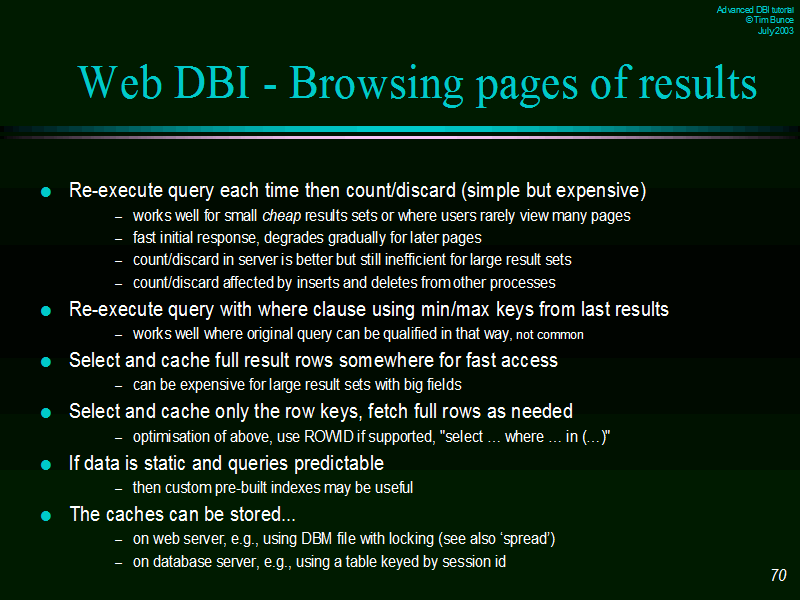 Advanced DBI tutorial
© Tim Bunce
July 2003
Web DBI - Browsing pages of results
● Re-execute query each time then count/discard (simple but expensive)
– works well for small cheap results sets or where users rarely view many pages
– fast initial response, degrades gradually for later pages
– count/discard in server is better but still inefficient for large result sets
– count/discard affected by inserts and deletes from other processes
● Re-execute query with where clause using min/max keys from last results
– works well where original query can be qualified in that way, not common
● Select and cache full result rows somewhere for fast access
– can be expensive for large result sets with big fields
● Select and cache only the row keys, fetch full rows as needed
– optimisation of above, use ROWID if supported, "select … where … in (…)"
● If data is static and queries predictable
– then custom pre-built indexes may be useful
● The caches can be stored...
– on web server, e.g., using DBM file with locking (see also ‘spread’)
– on database server, e.g., using a table keyed by session id
70